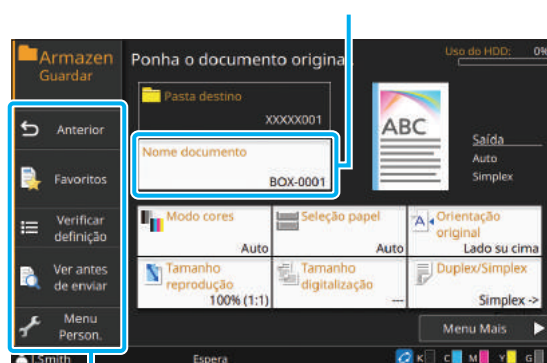 Armazen
Guardar
Ponha o documento original.
Uso do HDD: 0%
Pasta destino
XXXXX001
Nome documento
BOX-0001
ABC
Saída
Auto
Simplex
Anterior
Favoritos
Verificar
definição
Ver antes
de enviar
Menu
Person.
Modo cores
Auto
Seleção papel
Auto
Orientação
original
Lado su cima
Tamanho
reprodução
100% (1:1)
Tamanho
digitalização
---
Duplex/Simplex
Simplex ->
Menu Mais
Smith
Espera
K C M Y G